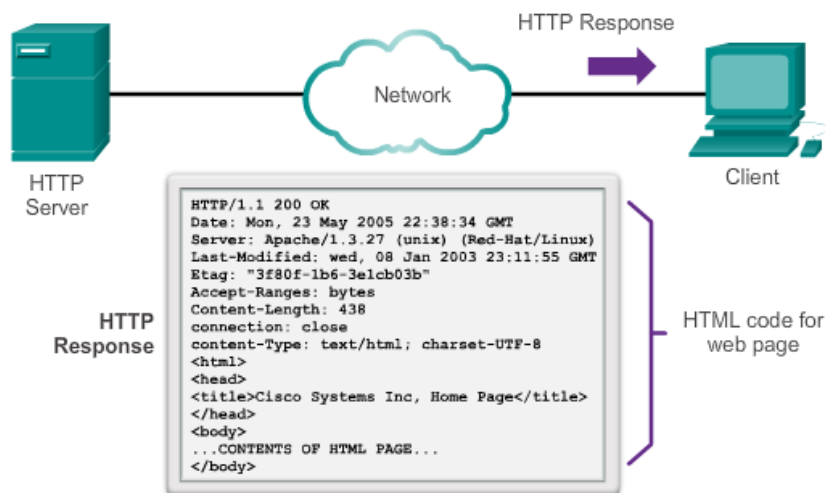 HTTP Response
Network
HTTP
Server
Client
HTTP
Response
HTTP/1.1 200 OK
Date: Mon, 23 May 2005 22:38:34 GMT
Server: Apache/1.3.27 (unix) (Red-Hat/Linux)
Last-Modified: wed, 08 Jan 2003 23:11:55 GMT
Etag: "3f80f-1b6-3e1cb03b"
Accept-Ranges: bytes
Content-Length: 438
connection: close
content-Type: text/html; charset-UTF-8
<html>
<head>
<title>Cisco Systems Inc, Home Page</title>
</head>
<body>
...CONTENTS OF HTML PAGE...
</body>
HTML code for
web page